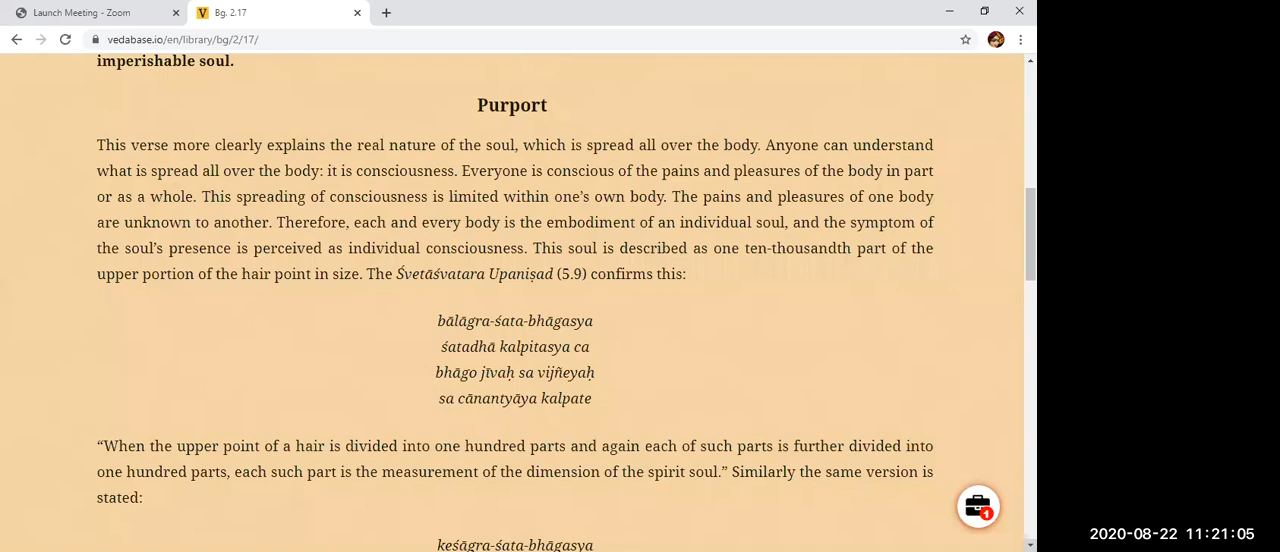 Launch Meeting - Zoom
Bg. 2.17
vedabase.io/en/library/bg/2/17/
imperishable soul.
Purport
This verse more clearly explains the real nature of the soul, which is spread all over the body. Anyone can understand
what is spread all over the body: it is consciousness. Everyone is conscious of the pains and pleasures of the body in part
or as a whole. This spreading of consciousness is limited within one’s own body. The pains and pleasures of one body
are unknown to another. Therefore, each and every body is the embodiment of an individual soul, and the symptom of
the soul’s presence is perceived as individual consciousness. This soul is described as one ten-thousandth part of the
upper portion of the hair point in size. The Śvetāśvatara Upaniṣad (5.9) confirms this:
bālāgra-śata-bhāgasya
śatadhā kalpitasya ca
bhāgo jīvaḥ sa vijñeyaḥ
sa cānantyāya kalpate
“When the upper point of a hair is divided into one hundred parts and again each of such parts is further divided into
one hundred parts, each such part is the measurement of the dimension of the spirit soul.” Similarly the same version is
stated:
keśāgra-śata-bhāgasya
1
2020-08-22 11:21:05